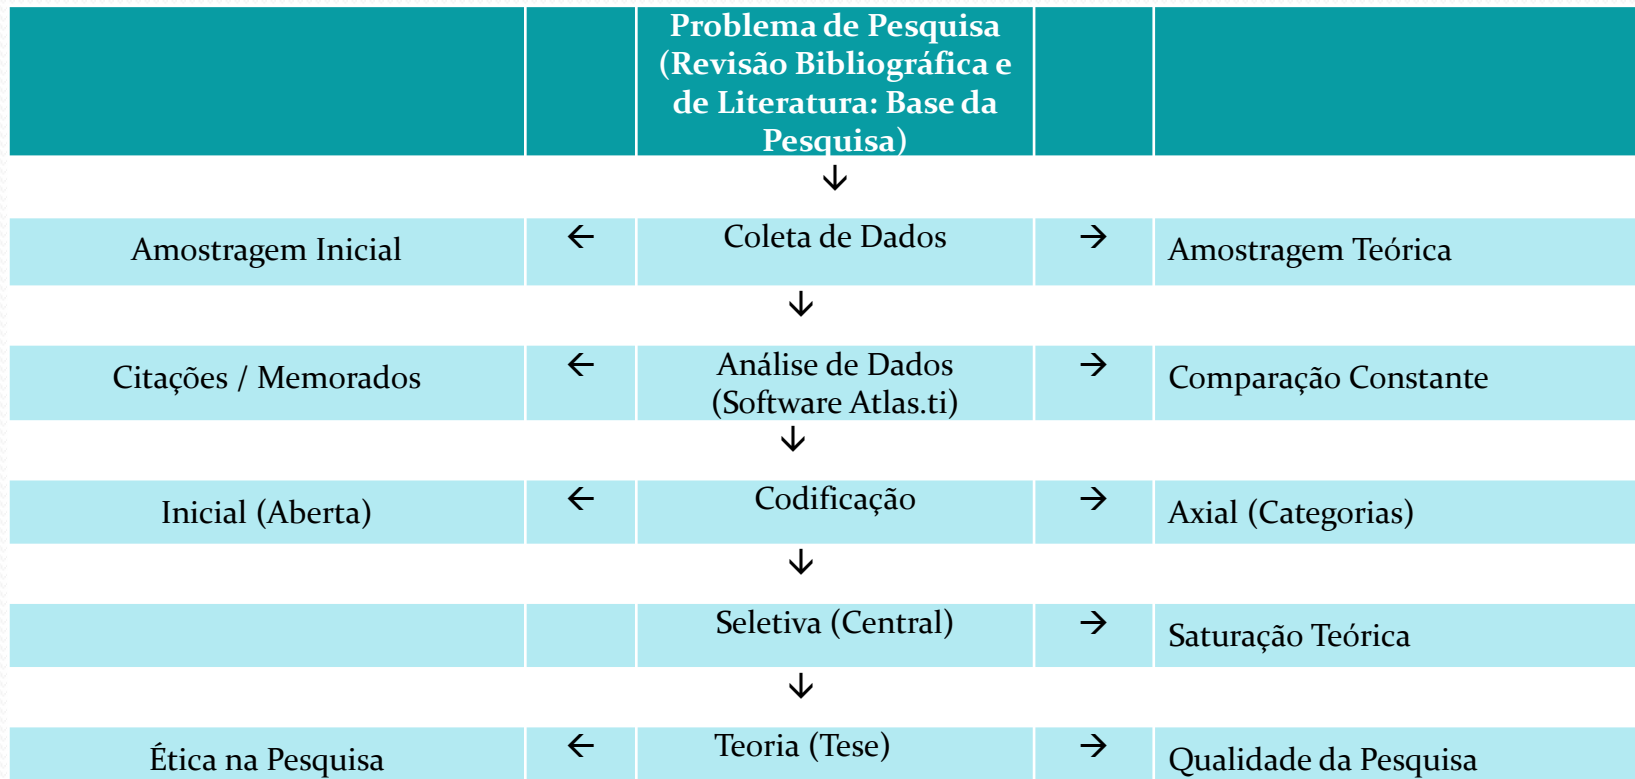 Problema de Pesquisa
(Revisão Bibliográfica e
de Literatura: Base da
Pesquisa)
↓
Amostragem Inicial ← Coleta de Dados → Amostragem Teórica
↓
Citações / Memorados ← Análise de Dados → Comparação Constante
(Software Atlas.ti)
↓
Inicial (Aberta) ← Codificação → Axial (Categorias)
↓
Seletiva (Central) → Saturação Teórica
↓
Ética na Pesquisa ← Teoria (Tese) → Qualidade da Pesquisa